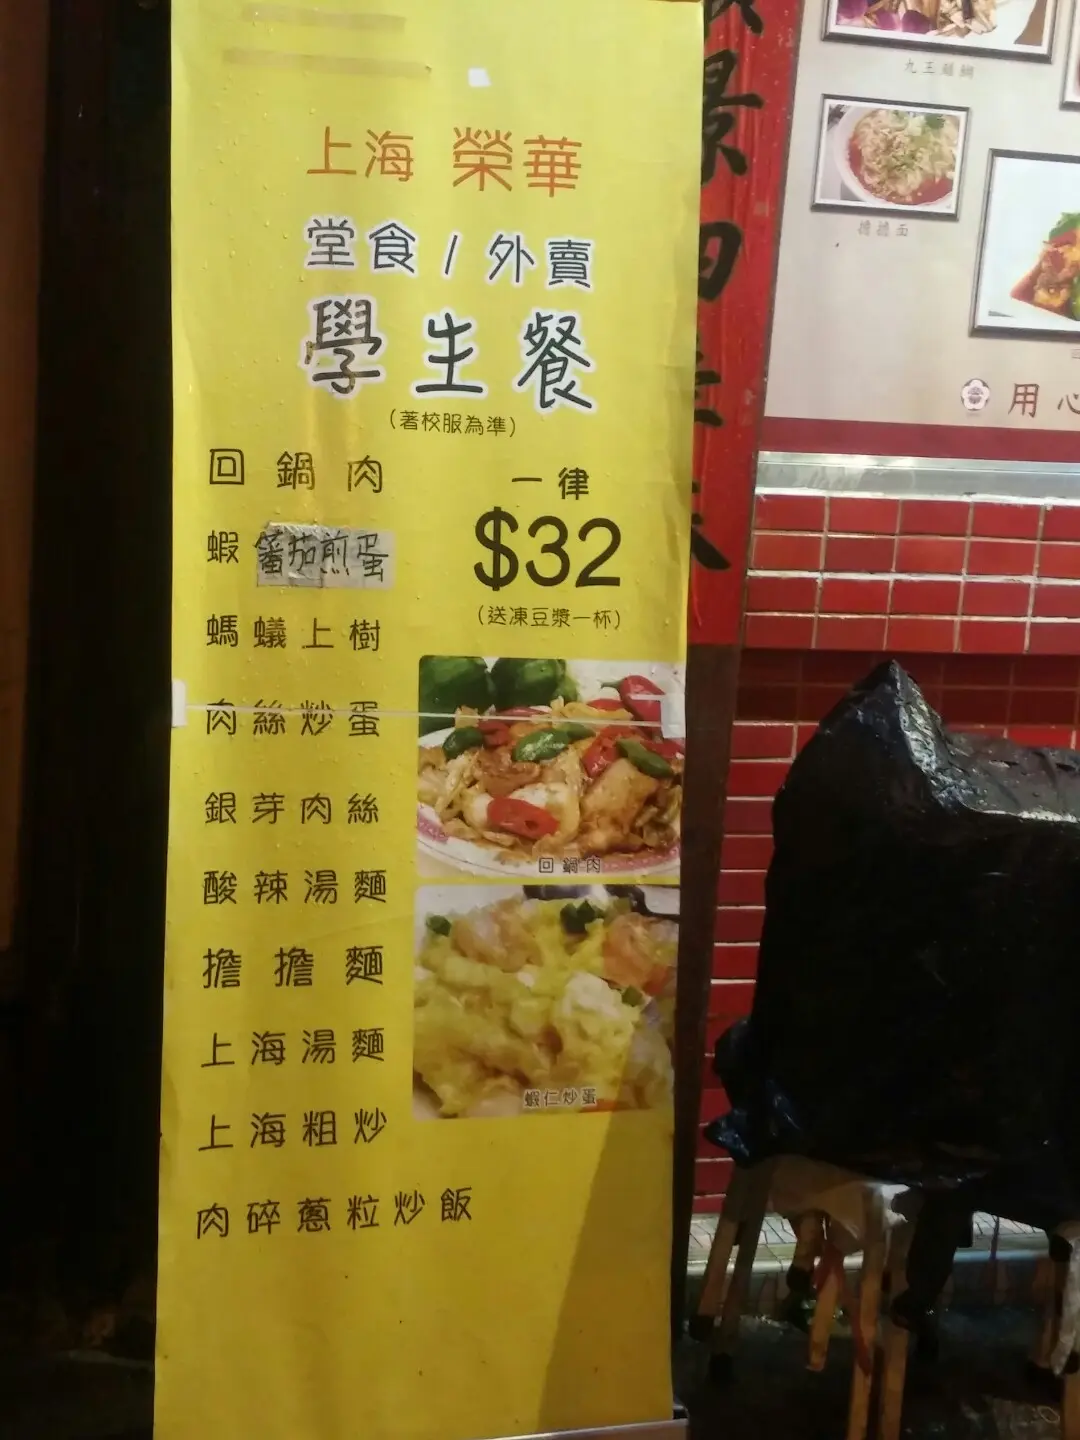 上海 榮華
堂食 / 外賣
學生餐
(著校服為準)
回鍋肉
一律
$32
(送凍豆漿一杯)
蝦蕃茄煎蛋
螞蟻上樹
肉絲炒蛋
銀芽肉絲
酸辣湯麵
擔擔麵
上海湯麵
上海粗炒
肉碎蔥粒炒飯
回鍋肉
蝦仁炒蛋
擔擔面
用心